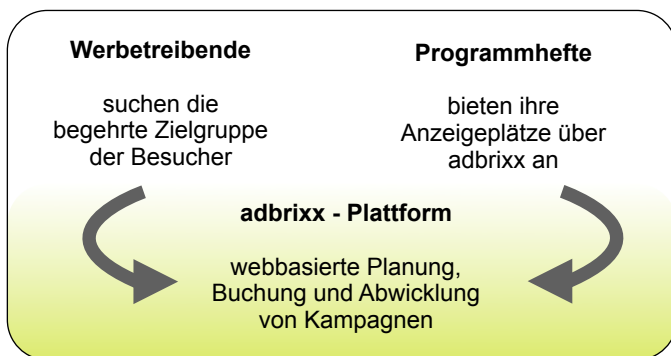 Werbetreibende
suchen die
begehrte Zielgruppe
der Besucher
Programmhefte
bieten ihre
Anzeigeplätze über
adbrixx an
adbrixx - Plattform
webbasierte Planung,
Buchung und Abwicklung
von Kampagnen